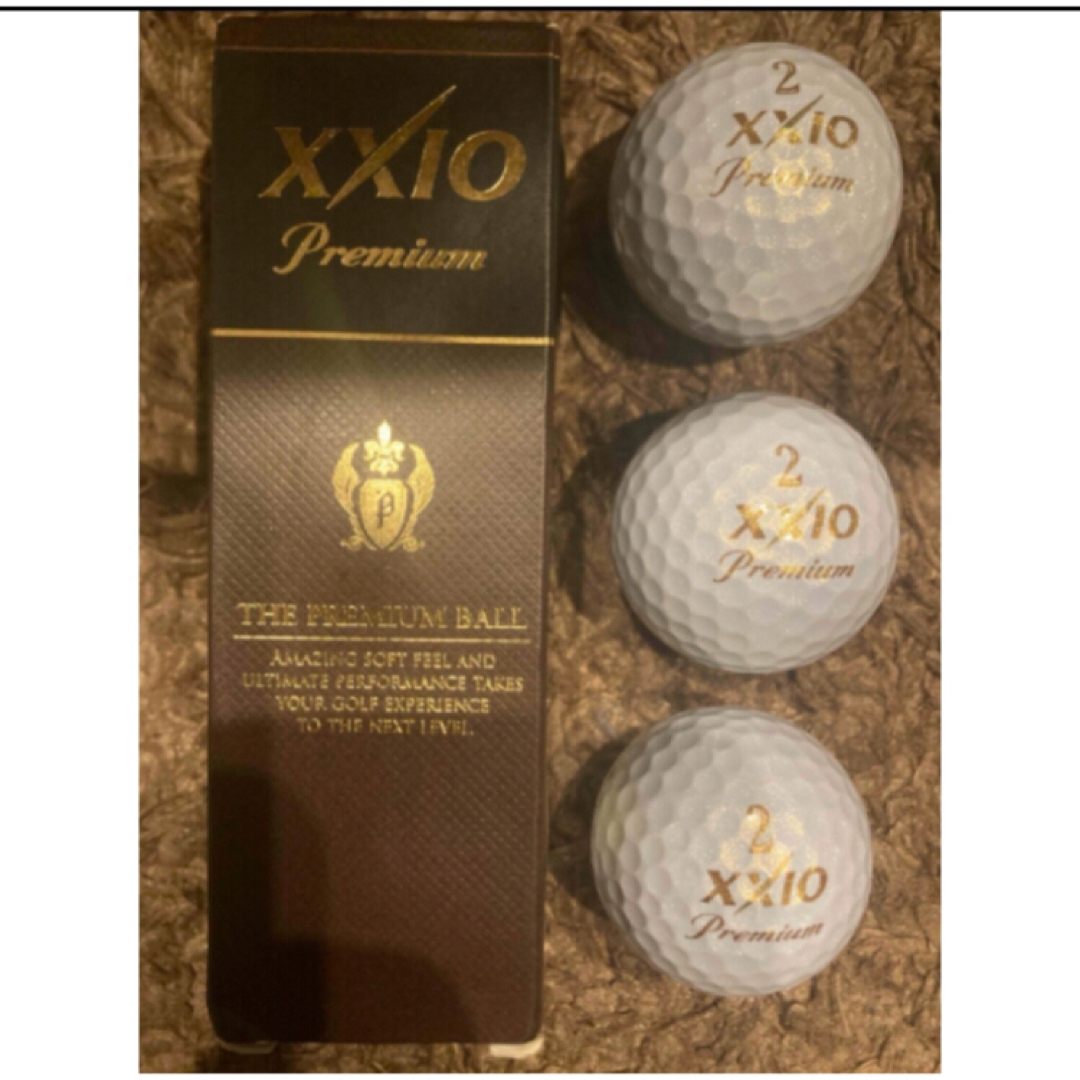 XXIO
Premium
P
THE PREMIUM BALL
AMAZING SOFT FEEL AND
ULTIMATE PERFORMANCE TAKES
YOUR GOLF EXPERIENCE
TO THE NEXT LEVEL.
2
XXIO
Premium
2
XXIO
Premium
2
XXIO
Premium